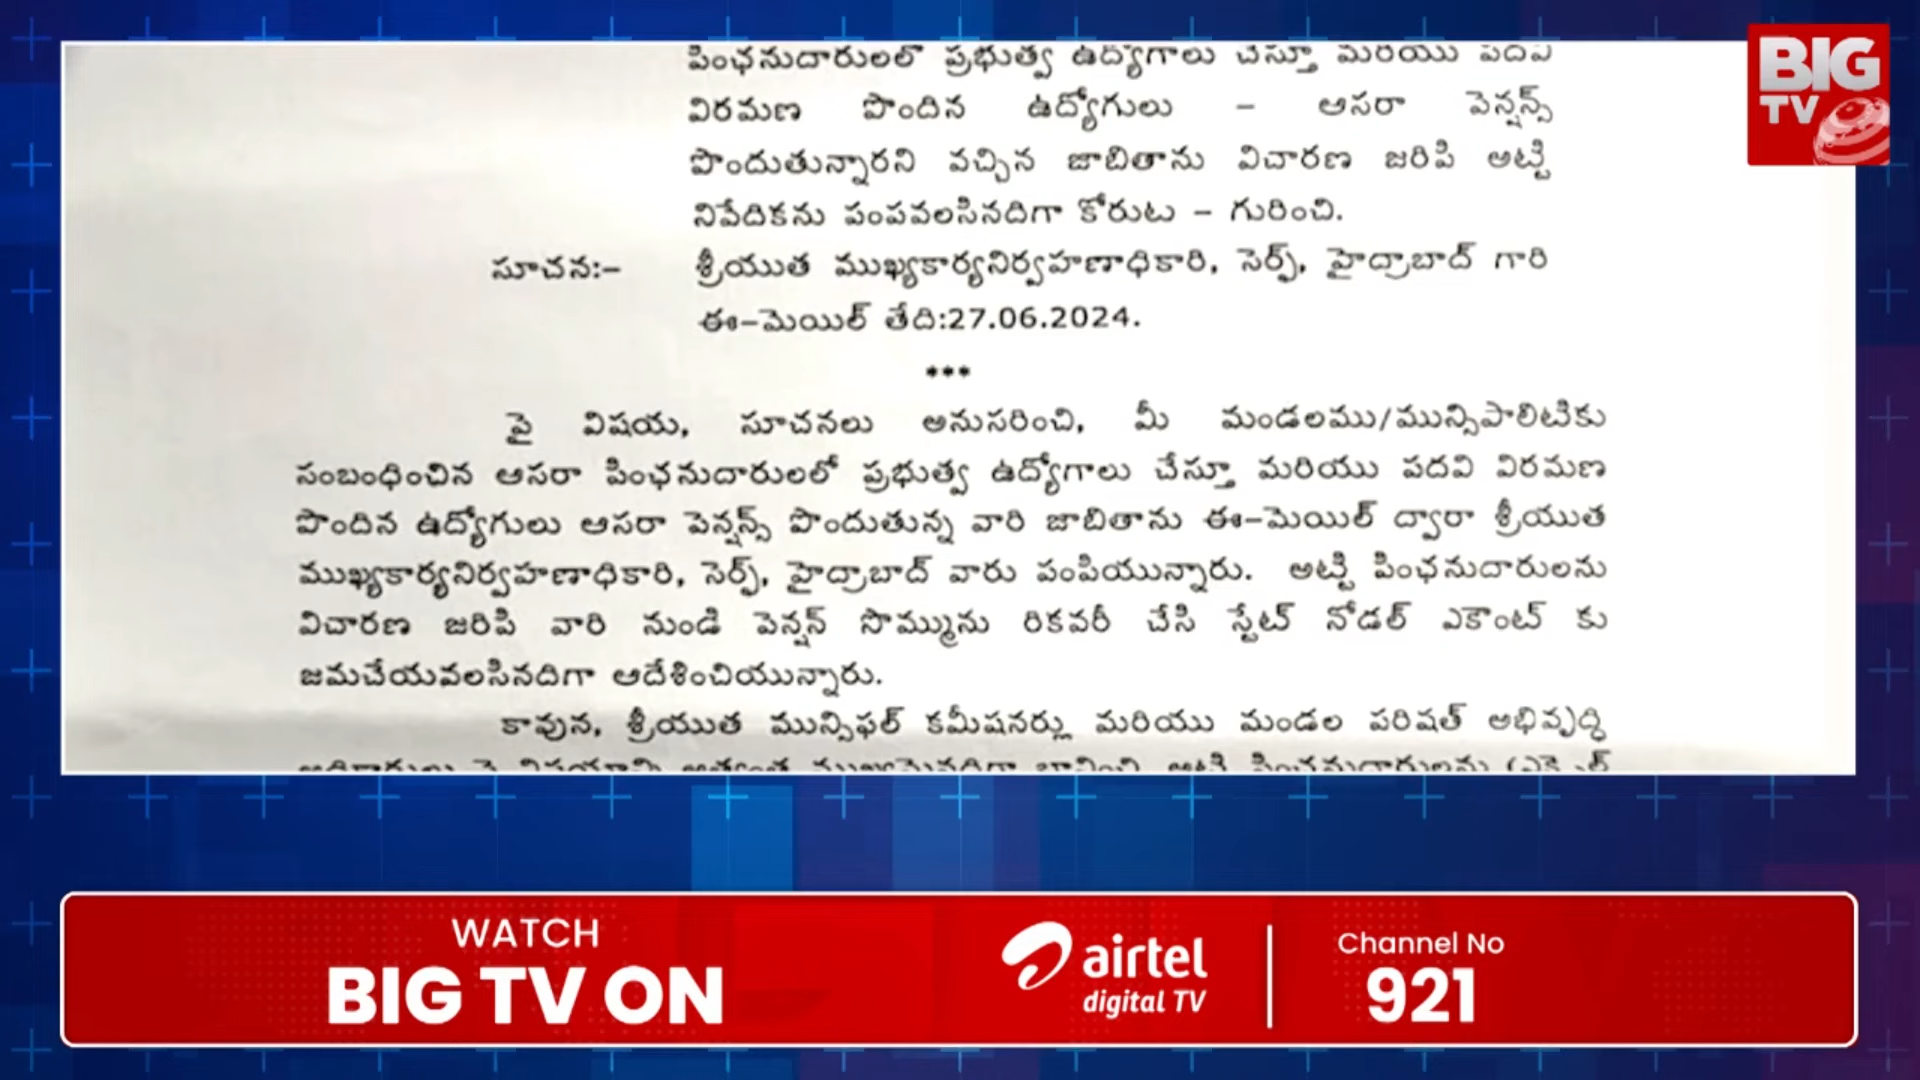 పింఛనుదారులలో ప్రభుత్వ ఉద్యోగాలు చేస్తూ మరియు పదవి
విరమణ పొందిన ఉద్యోగులు – ఆసరా పెన్షన్స్
పొందుతున్నారని వచ్చిన జాబితాను విచారణ జరిపి అట్టి
నివేదికను పంపవలసినదిగా కోరుట – గురించి.
సూచన:– శ్రీయుత ముఖ్యకార్యనిర్వహణాధికారి, సెర్ఫ్, హైద్రాబాద్ గారి
ఈ–మెయిల్ తేది:27.06.2024.
***
పై విషయ, సూచనలు అనుసరించి, మీ మండలము/మున్సిపాలిటికు
సంబంధించిన ఆసరా పింఛనుదారులలో ప్రభుత్వ ఉద్యోగాలు చేస్తూ మరియు పదవి విరమణ
పొందిన ఉద్యోగులు ఆసరా పెన్షన్స్ పొందుతున్న వారి జాబితాను ఈ–మెయిల్ ద్వారా శ్రీయుత
ముఖ్యకార్యనిర్వహణాధికారి, సెర్ఫ్, హైద్రాబాద్ వారు పంపియున్నారు. అట్టి పింఛనుదారులను
విచారణ జరిపి వారి నుండి పెన్షన్ సొమ్మును రికవరీ చేసి స్టేట్ నోడల్ ఎకౌంట్ కు
జమచేయవలసినదిగా ఆదేశించియున్నారు.
కావున, శ్రీయుత మున్సిఫల్ కమీషనర్లు మరియు మండల పరిషత్ అభివృద్ధి
BIG
TV
WATCH
BIG TV ON
airtel
digital TV
Channel No
921